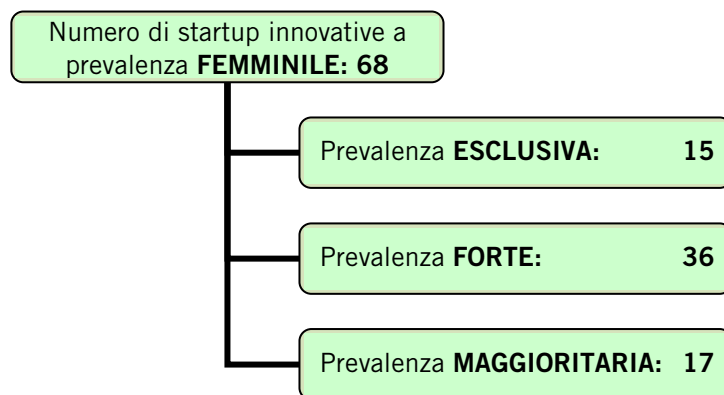 Numero di startup innovative a
prevalenza FEMMINILE: 68
Prevalenza ESCLUSIVA: 15
Prevalenza FORTE: 36
Prevalenza MAGGIORITARIA: 17